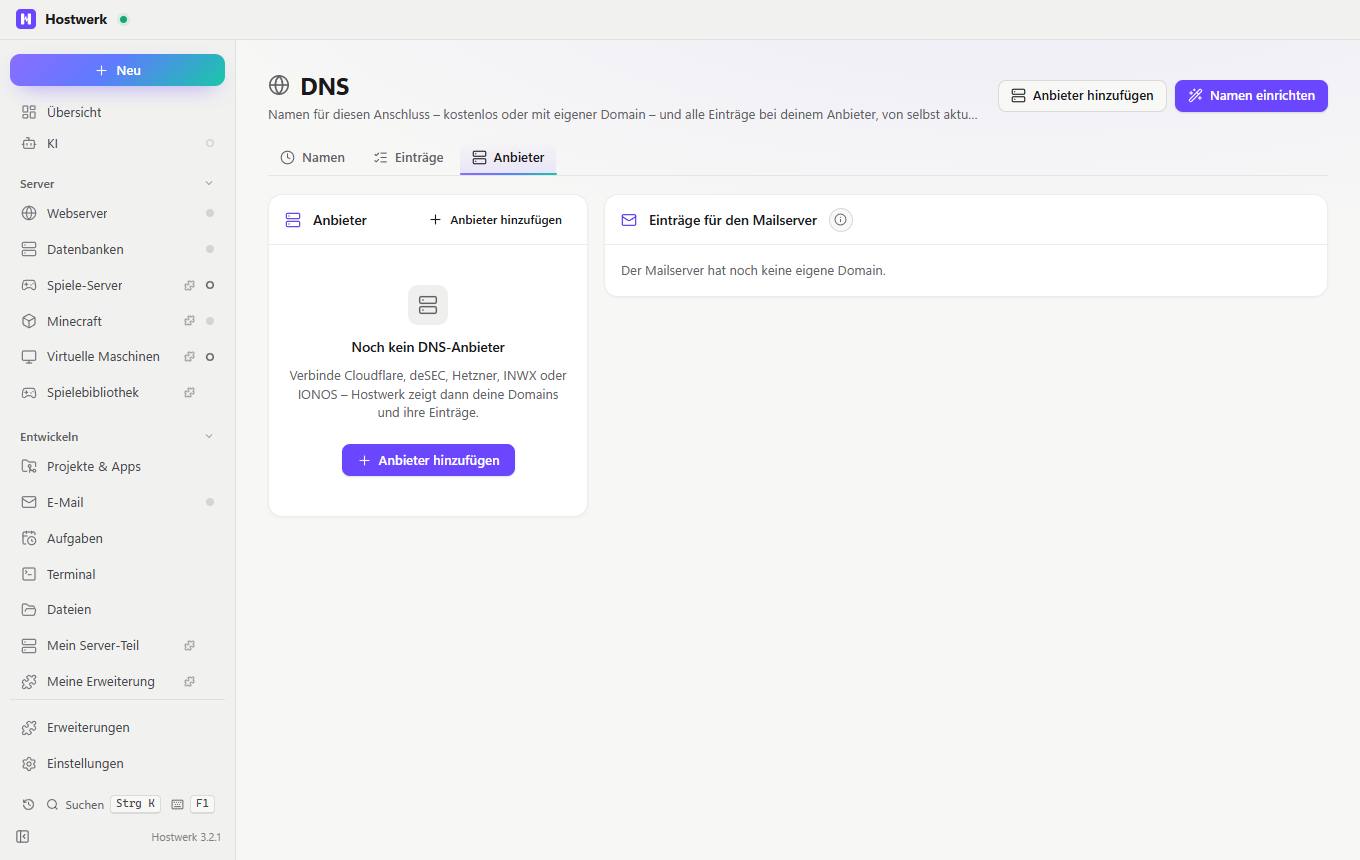 Hostwerk
Neu
Übersicht
KI
Server
Webserver
Datenbanken
Spiele-Server
Minecraft
Virtuelle Maschinen
Spielebibliothek
Entwickeln
Projekte & Apps
E-Mail
Aufgaben
Terminal
Dateien
Mein Server-Teil
Meine Erweiterung
Erweiterungen
Einstellungen
Suchen Strg K F1
Hostwerk 3.2.1
DNS
Namen für diesen Anschluss – kostenlos oder mit eigener Domain – und alle Einträge bei deinem Anbieter, von selbst aktu...
Anbieter hinzufügen
Namen einrichten
Namen
Einträge
Anbieter
Anbieter
Anbieter hinzufügen
Noch kein DNS-Anbieter
Verbinde Cloudflare, deSEC, Hetzner, INWX oder
IONOS – Hostwerk zeigt dann deine Domains
und ihre Einträge.
Anbieter hinzufügen
Einträge für den Mailserver
Der Mailserver hat noch keine eigene Domain.